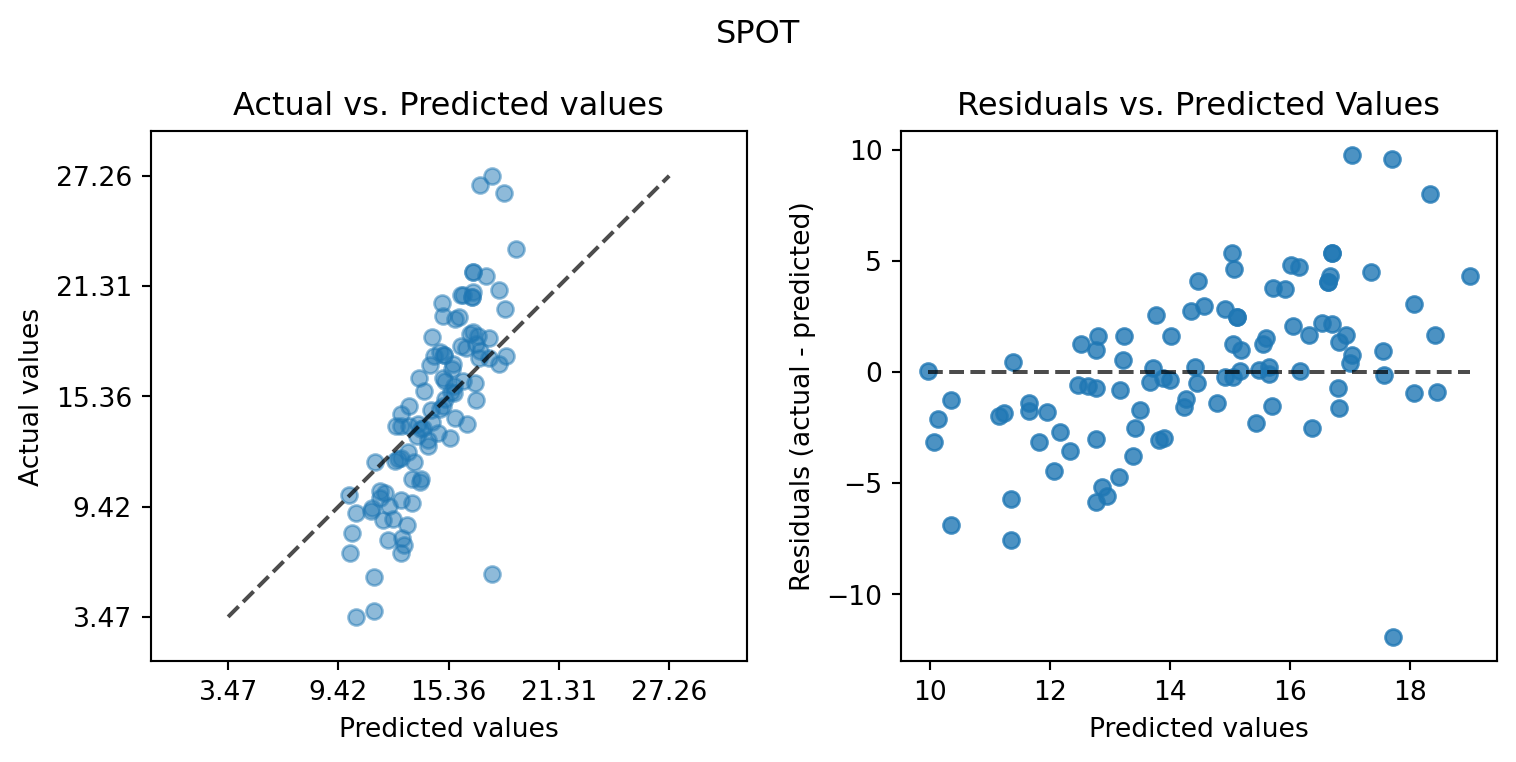 SPOT
Actual vs. Predicted values
27.26
21.31
15.36
9.42
3.47
Actual values
3.47 9.42 15.36 21.31 27.26
Predicted values
Residuals vs. Predicted Values
10
5
0
−5
−10
Residuals (actual - predicted)
10 12 14 16 18
Predicted values